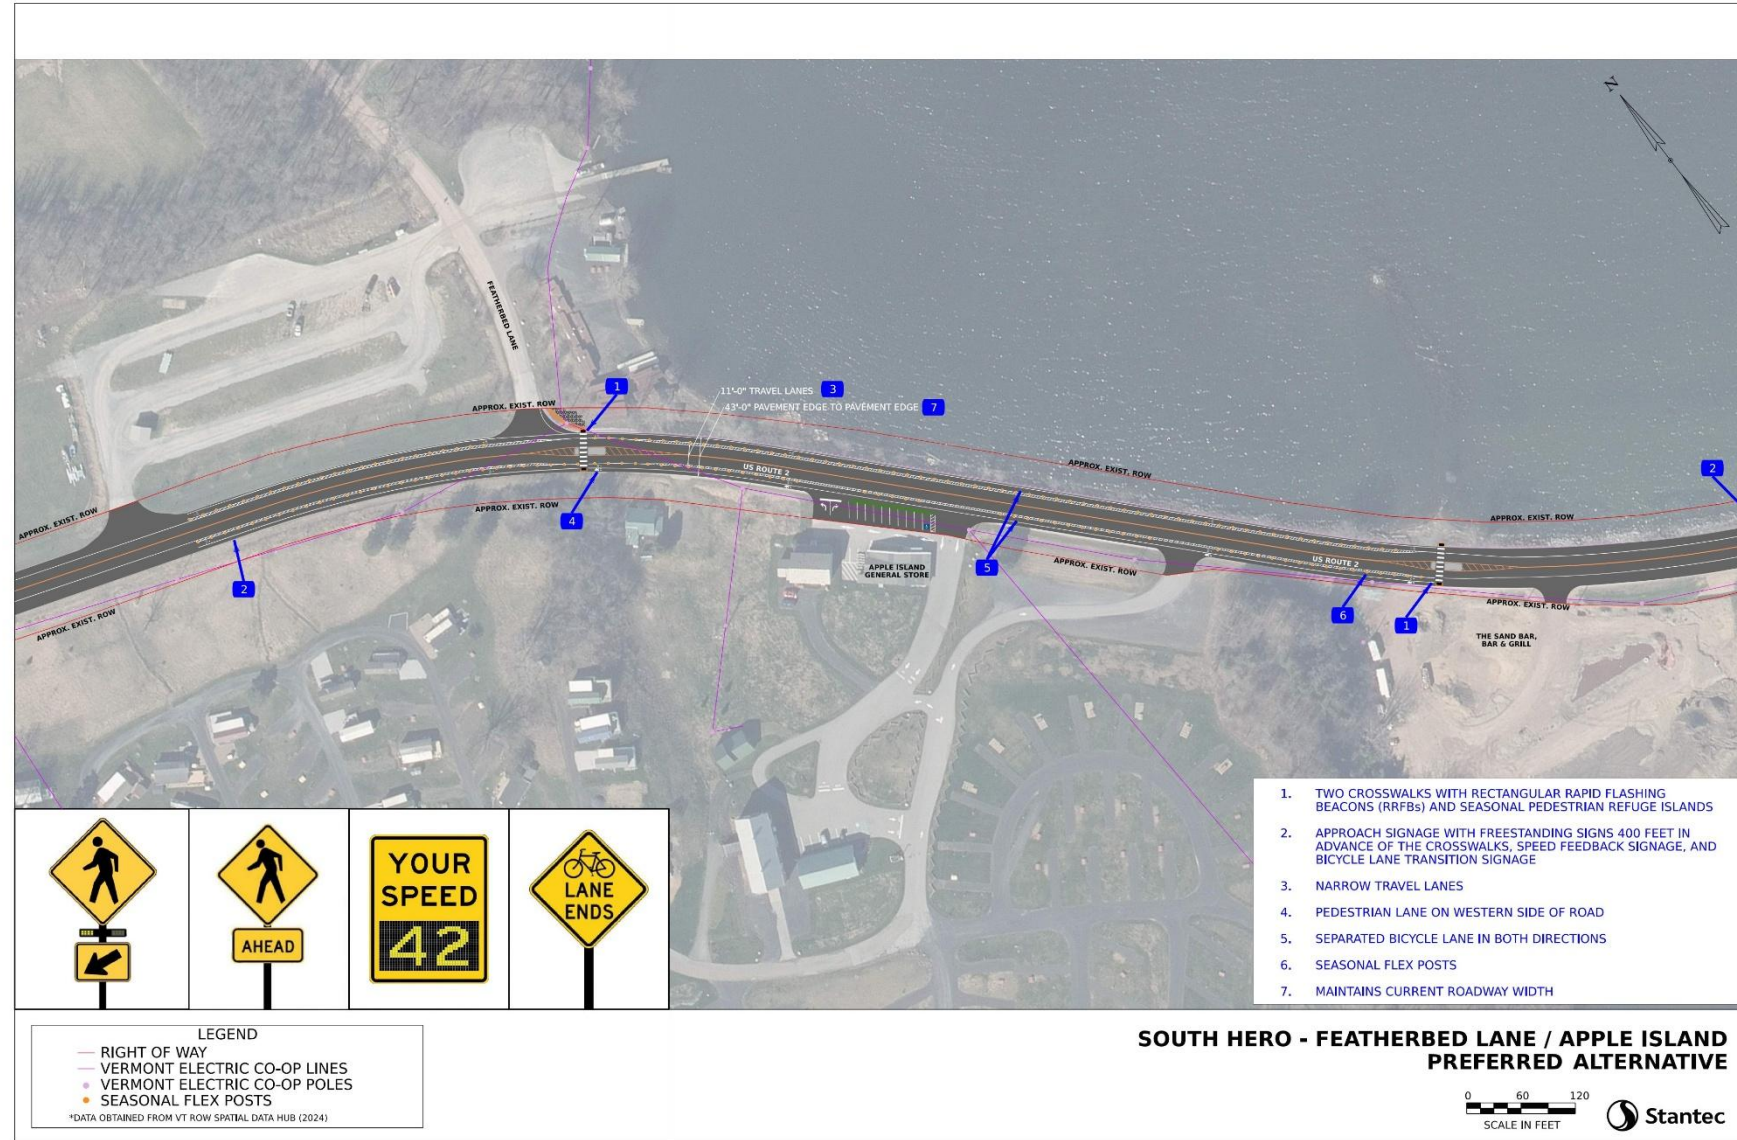 N
FEATHERBED LANE
1
11'-0" TRAVEL LANES 3
43'-0" PAVEMENT EDGE TO PAVEMENT EDGE 7
APPROX. EXIST. ROW
APPROX. EXIST. ROW
2
US ROUTE 2
APPROX. EXIST. ROW
APPROX. EXIST. ROW
APPROX. EXIST. ROW
4
US ROUTE 2
5
APPLE ISLAND
GENERAL STORE
APPROX. EXIST. ROW
2
6
1
APPROX. EXIST. ROW
APPROX. EXIST. ROW
THE SAND BAR,
BAR & GRILL
1. TWO CROSSWALKS WITH RECTANGULAR RAPID FLASHING
BEACONS (RRFBs) AND SEASONAL PEDESTRIAN REFUGE ISLANDS
2. APPROACH SIGNAGE WITH FREESTANDING SIGNS 400 FEET IN
ADVANCE OF THE CROSSWALKS, SPEED FEEDBACK SIGNAGE, AND
BICYCLE LANE TRANSITION SIGNAGE
3. NARROW TRAVEL LANES
4. PEDESTRIAN LANE ON WESTERN SIDE OF ROAD
5. SEPARATED BICYCLE LANE IN BOTH DIRECTIONS
6. SEASONAL FLEX POSTS
7. MAINTAINS CURRENT ROADWAY WIDTH
AHEAD
YOUR
SPEED
42
LANE
ENDS
LEGEND
RIGHT OF WAY
VERMONT ELECTRIC CO-OP LINES
VERMONT ELECTRIC CO-OP POLES
SEASONAL FLEX POSTS
*DATA OBTAINED FROM VT ROW SPATIAL DATA HUB (2024)
SOUTH HERO - FEATHERBED LANE / APPLE ISLAND
PREFERRED ALTERNATIVE
0 60 120
SCALE IN FEET
Stantec